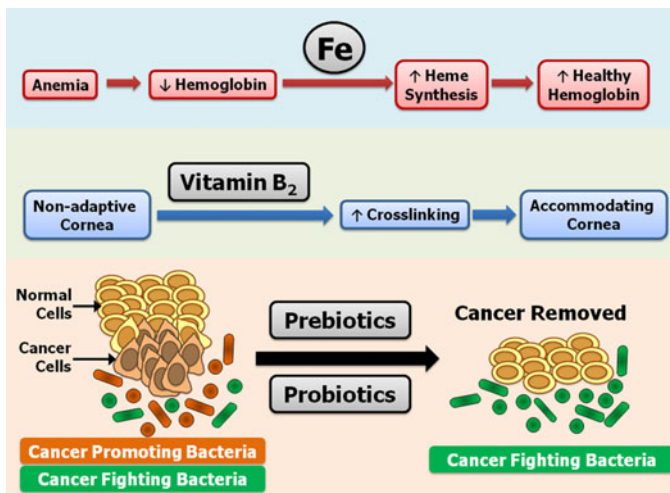 Fe
Anemia
↓ Hemoglobin
↑ Heme
Synthesis
↑ Healthy
Hemoglobin
Vitamin B₂
Non-adaptive
Cornea
↑ Crosslinking
Accommodating
Cornea
Normal
Cells
Cancer
Cells
Prebiotics
Probiotics
Cancer Removed
Cancer Promoting Bacteria
Cancer Fighting Bacteria
Cancer Fighting Bacteria